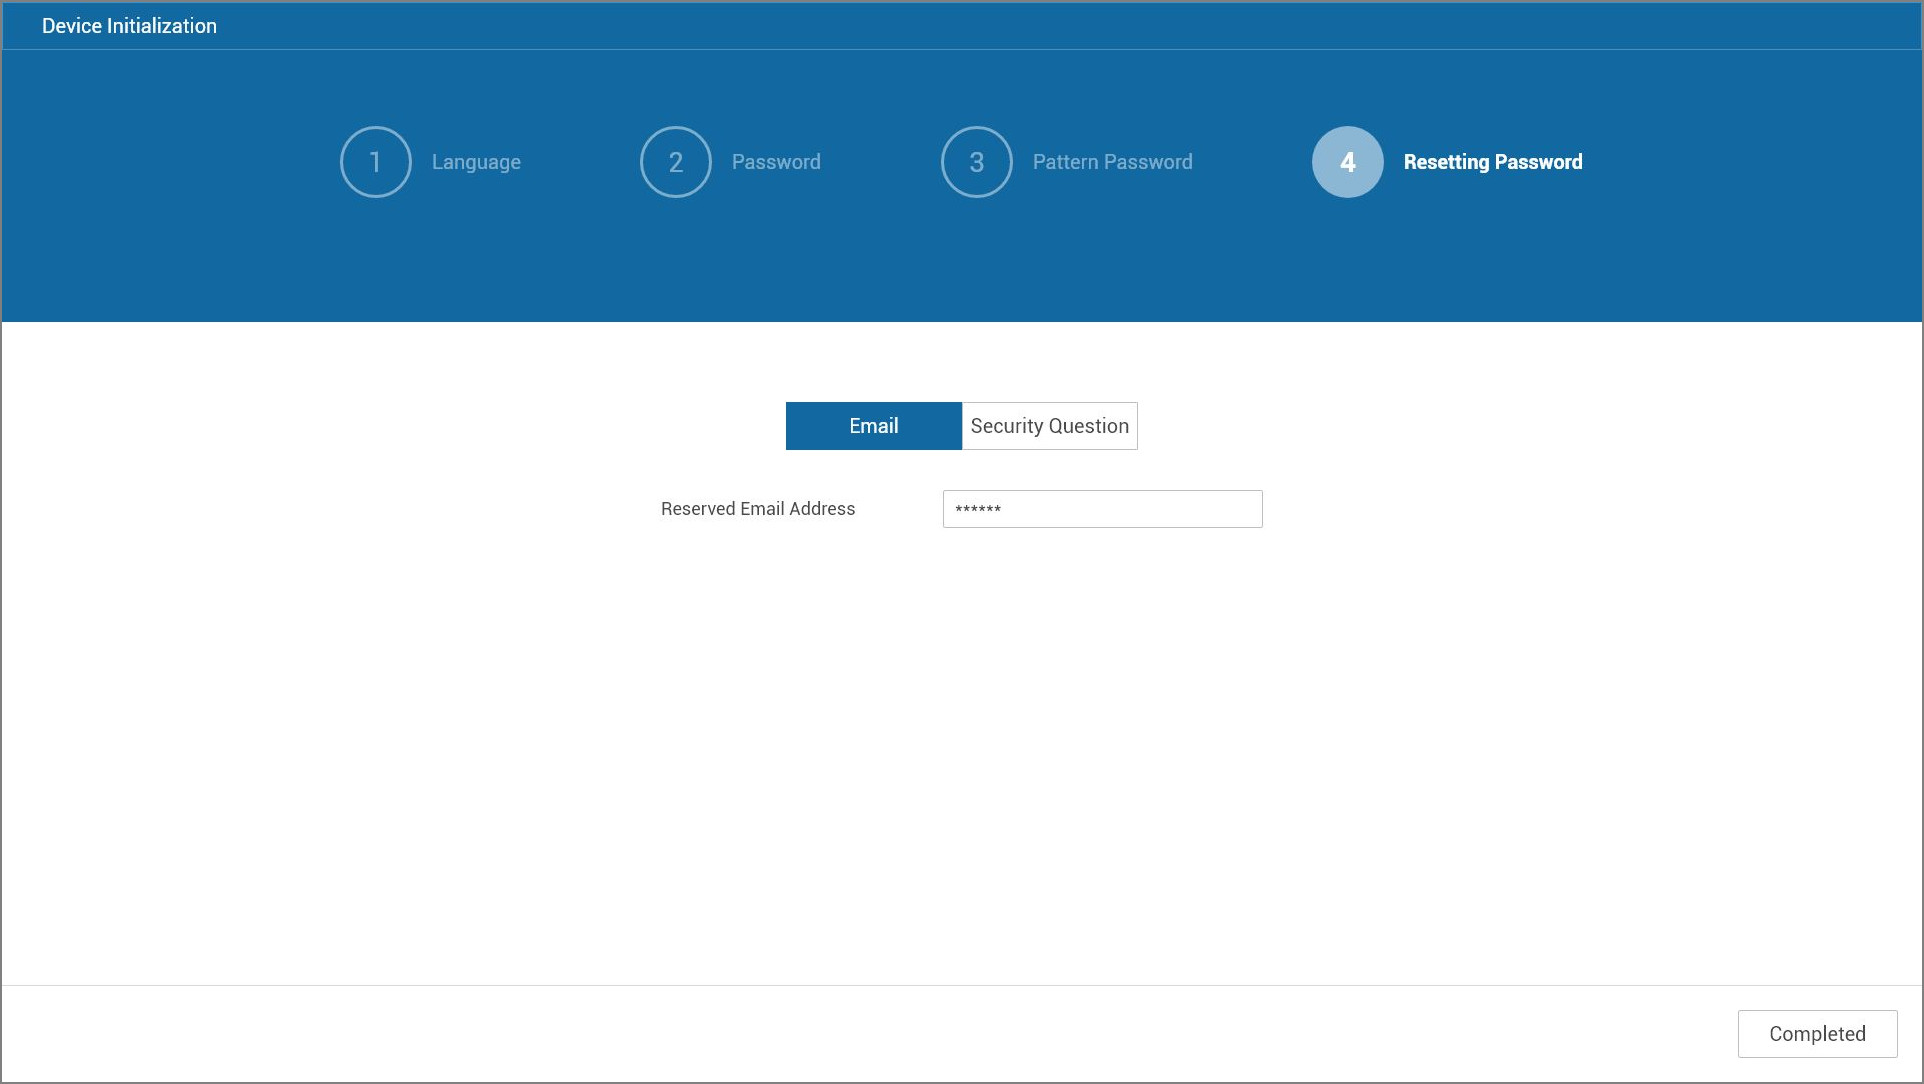 Device Initialization
1 Language 2 Password 3 Pattern Password 4 Resetting Password
Email Security Question
Reserved Email Address ******
Completed